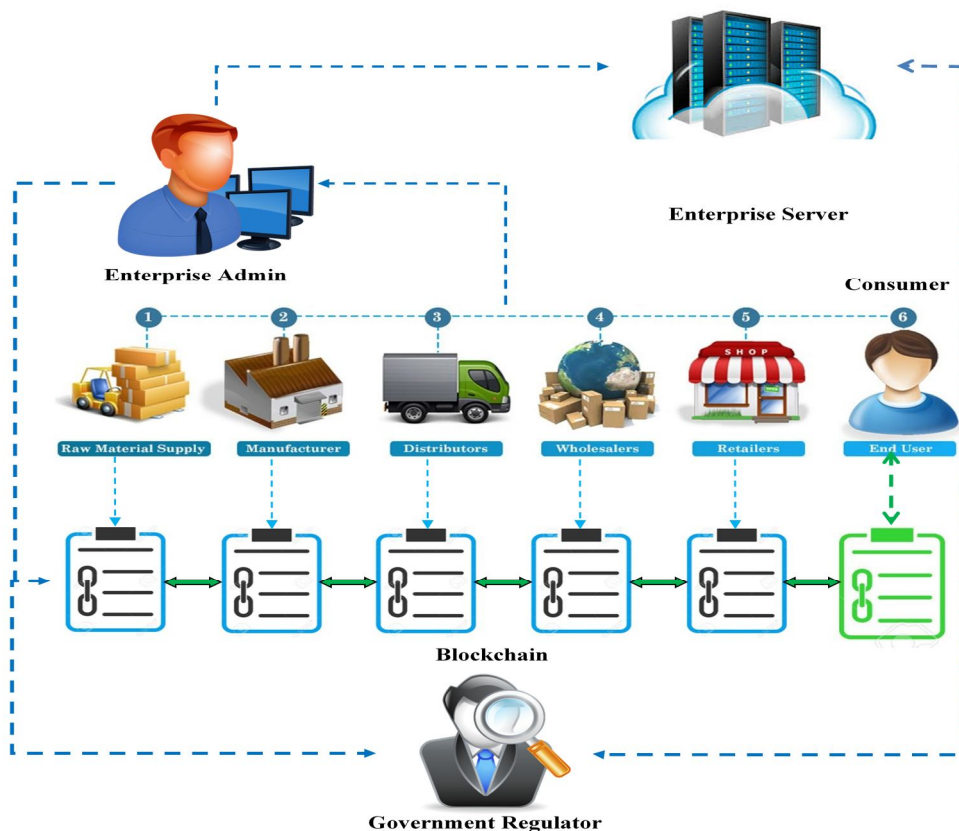 Enterprise Server
Enterprise Admin
Consumer
1 2 3 4 5 6
SHOP
Raw Material Supply Manufacturer Distributors Wholesalers Retailers End User
Blockchain
Government Regulator